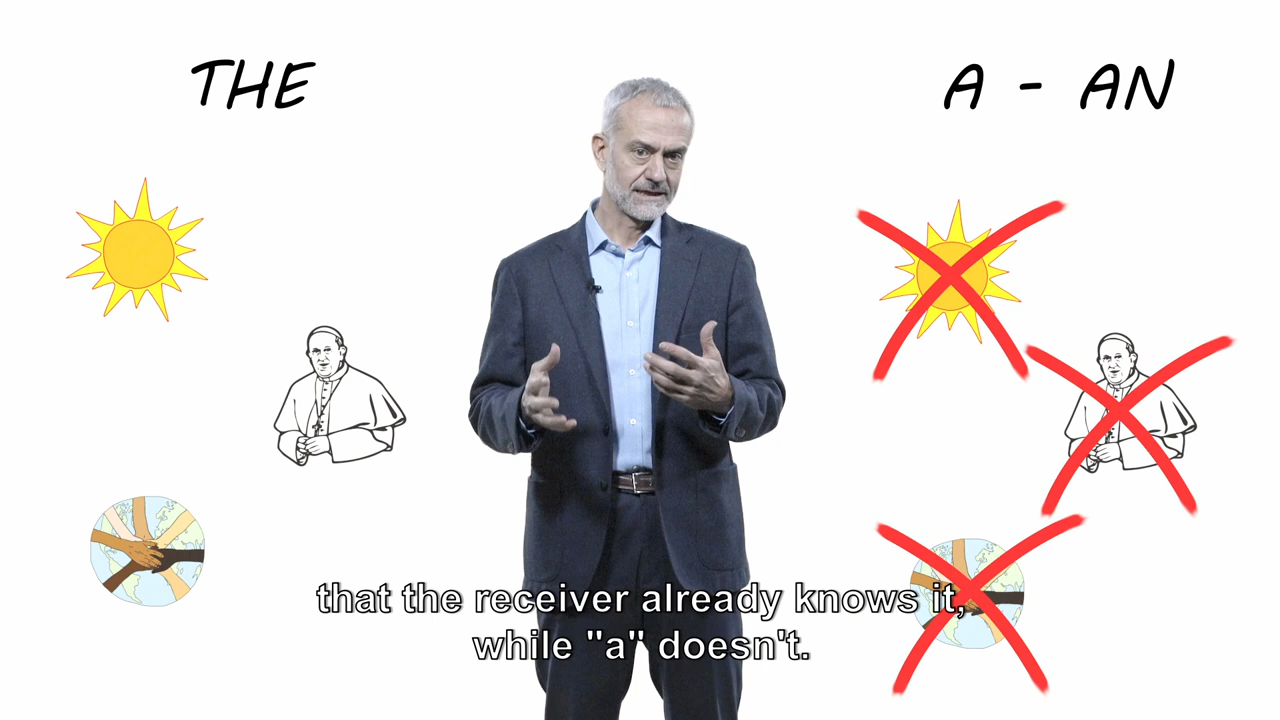 THE
A - AN
that the receiver already knows it,
while "a" doesn't.